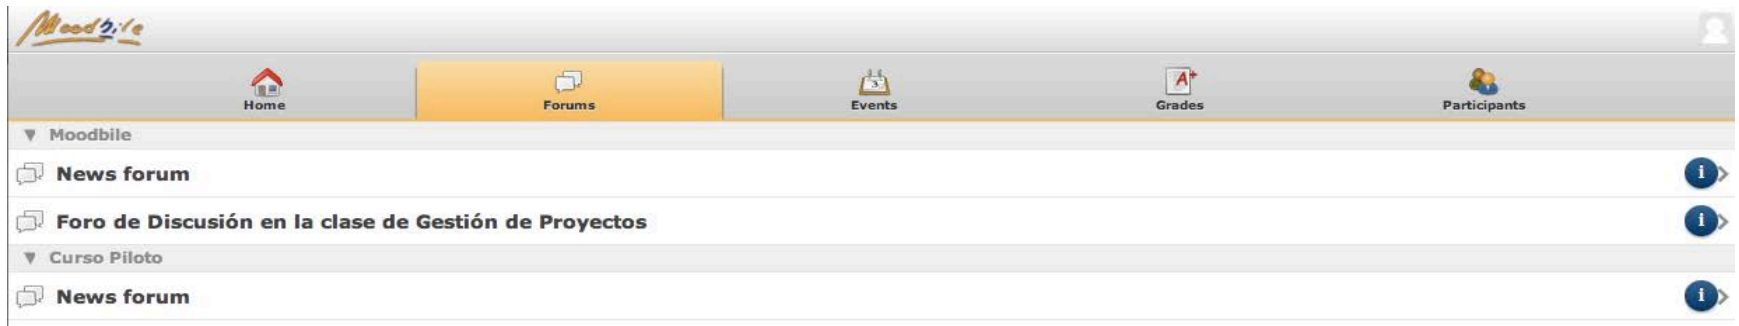 Moodbile
Home
Forums
3
Events
A+
Grades
Participants
Moodbile
News forum
i
Foro de Discusión en la clase de Gestión de Proyectos
i
Curso Piloto
News forum
i